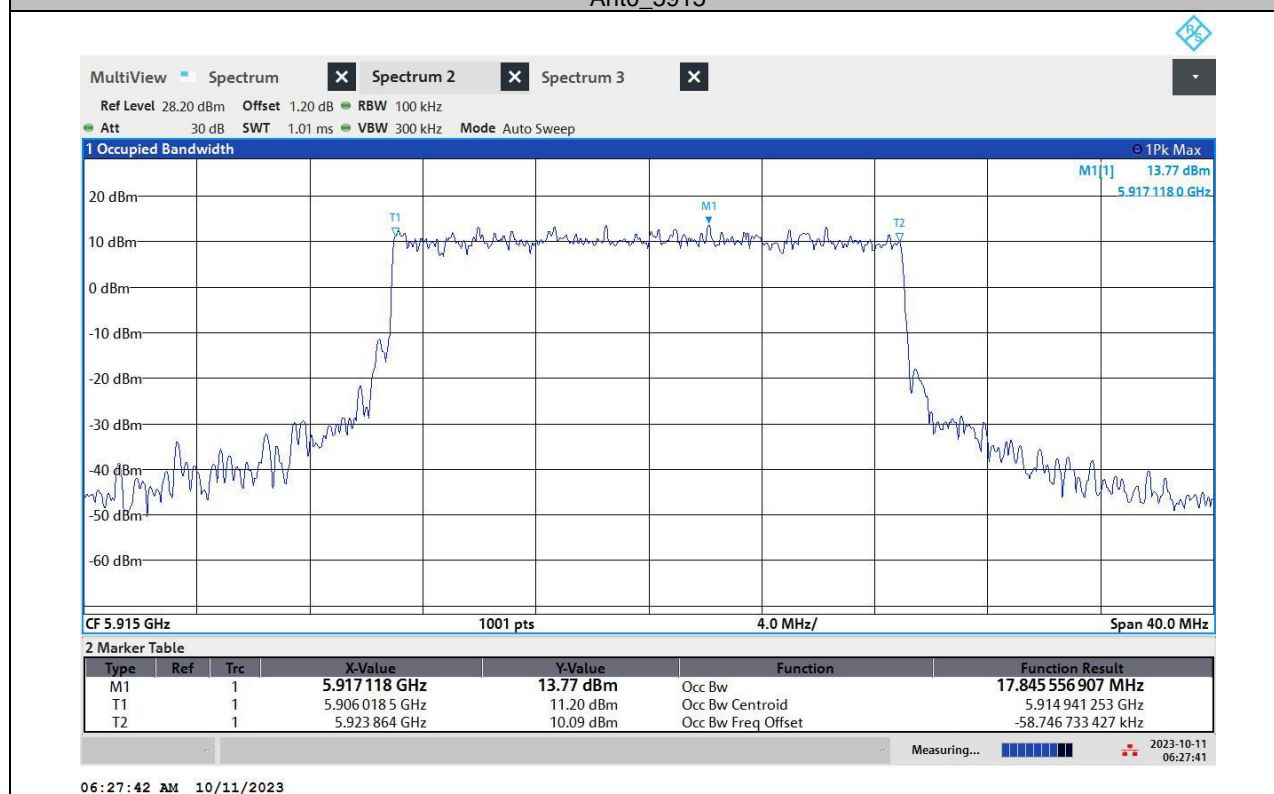 Ant0_5915
R&S
MultiView Spectrum X Spectrum 2 X Spectrum 3 X
Ref Level 28.20 dBm Offset 1.20 dB RBW 100 kHz
Att 30 dB SWT 1.01 ms VBW 300 kHz Mode Auto Sweep
1 Occupied Bandwidth 1Pk Max
M1[1] 13.77 dBm
5.917 118 0 GHz
20 dBm
M1
T1
T2
10 dBm
0 dBm
-10 dBm
-20 dBm
-30 dBm
-40 dBm
-50 dBm
-60 dBm
CF 5.915 GHz 1001 pts 4.0 MHz/ Span 40.0 MHz
2 Marker Table
Type Ref Trc X-Value Y-Value Function Function Result
M1 1 5.917 118 GHz 13.77 dBm Occ Bw 17.845 556 907 MHz
T1 1 5.906 018 5 GHz 11.20 dBm Occ Bw Centroid 5.914 941 253 GHz
T2 1 5.923 864 GHz 10.09 dBm Occ Bw Freq Offset -58.746 733 427 kHz
Measuring... 2023-10-11
06:27:41
06:27:42 AM 10/11/2023